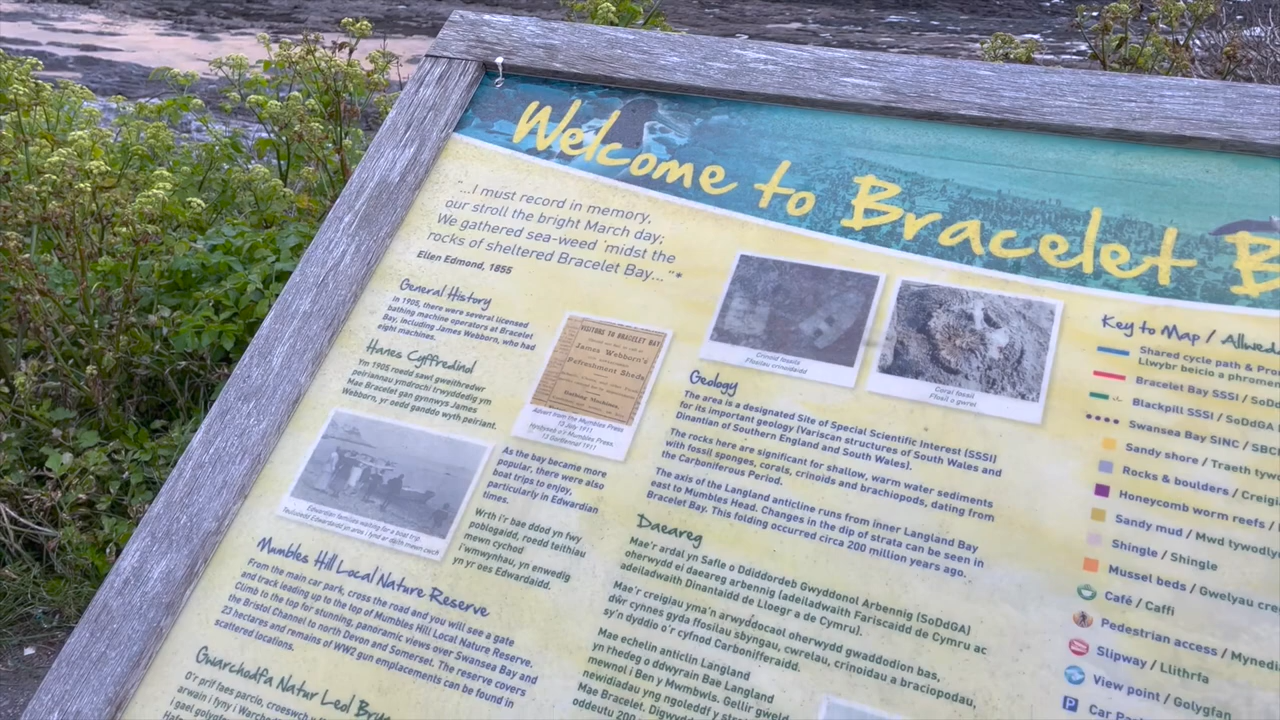 Welcome to Bracelet B
"...I must record in memory,
our stroll the bright March day;
We gathered sea-weed 'midst the
rocks of sheltered Bracelet Bay..."*
Ellen Edmond, 1855
General History
In 1905, there were several licensed
bathing machine operators at Bracelet
Bay, including James Webborn, who had
eight machines.
Hanes Cyffredinol
Yn 1905 roedd sawl gweithredwr
peiriannau ymdrochi trwyddedig yn
Mae Bracelet gan gynnwys James
Webborn, yr oedd ganddo wyth peiriant.
VISITORS TO BRACELET BAY
James Webborn's
Refreshment Sheds
Bathing Machines,
Advert from the Mumbles Press
13 July 1911
Hysbyseb o'r Mumbles Press,
13 Gorffennaf 1911
Edwardian families waiting for a boat trip.
Teuluoedd Edwardaidd yn aros i fynd ar daith mewn cwch
As the bay became more
popular, there were also
boat trips to enjoy,
particularly in Edwardian
times.
Wrth i'r bae ddod yn fwy
poblogaidd, roedd teithiau
mewn cychod
i'wmwynhau, yn enwedig
yn yr oes Edwardaidd.
Mumbles Hill Local Nature Reserve
From the main car park, cross the road and you will see a gate
and track leading up to the top of Mumbles Hill Local Nature Reserve.
Climb to the top for stunning, panoramic views over Swansea Bay and
the Bristol Channel to north Devon and Somerset. The reserve covers
23 hectares and remains of WW2 gun emplacements can be found in
scattered locations.
Gwarchodfa Natur Leol Bryn
O'r prif faes parcio, croeswch y
arwain i fyny i Warcho
I gael golygfe
Crinoid fossils
Ffosilau crinoidaidd
Coral fossil
Ffosil o gwrel
Geology
The area is a designated Site of Special Scientific Interest (SSSI)
for its important geology (Variscan structures of South Wales and
Dinantian of Southern England and South Wales).
The rocks here are significant for shallow, warm water sediments
with fossil sponges, corals, crinoids and brachiopods, dating from
the Carboniferous Period.
The axis of the Langland anticline runs from inner Langland Bay
east to Mumbles Head. Changes in the dip of strata can be seen in
Bracelet Bay. This folding occurred circa 200 million years ago.
Daeareg
Mae'r ardal yn Safle o Ddiddordeb Gwyddonol Arbennig (SoDdGA)
oherwydd ei daeareg arbennig (adeiladwaith Fariscaidd de Cymru ac
adeiladwaith Dinantaidd de Lloegr a de Cymru).
Mae'r creigiau yma'n arwyddocaol oherwydd gwaddodion bas,
dŵr cynnes gyda ffosilau sbyngau, cwrelau, crinoidau a braciopodau,
sy'n dyddio o'r cyfnod Carbonifferaidd.
Mae echelin anticlin Langland
yn rhedeg o ddwyrain Bae Langland
mewnol i Ben y Mwmbwls. Gellir gweld
newidiadau yng ngoleddf y strat
Mae Bracelet. Digwydd
oddeutu 200
Key to Map / Allwed
Shared cycle path & Pro
Llwybr beicio a phromen
Bracelet Bay SSSI / SoD
Blackpill SSSI / SoDdGA
Swansea Bay SINC / SBC
Sandy shore / Traeth tyw
Rocks & boulders / Creigi
Honeycomb worm reefs /
Sandy mud / Mwd tywodly
Shingle / Shingle
Mussel beds / Gwelyau cre
Café / Caffi
Pedestrian access / Mynedi
Slipway / Llithrfa
View point / Golygfan
P Car Par